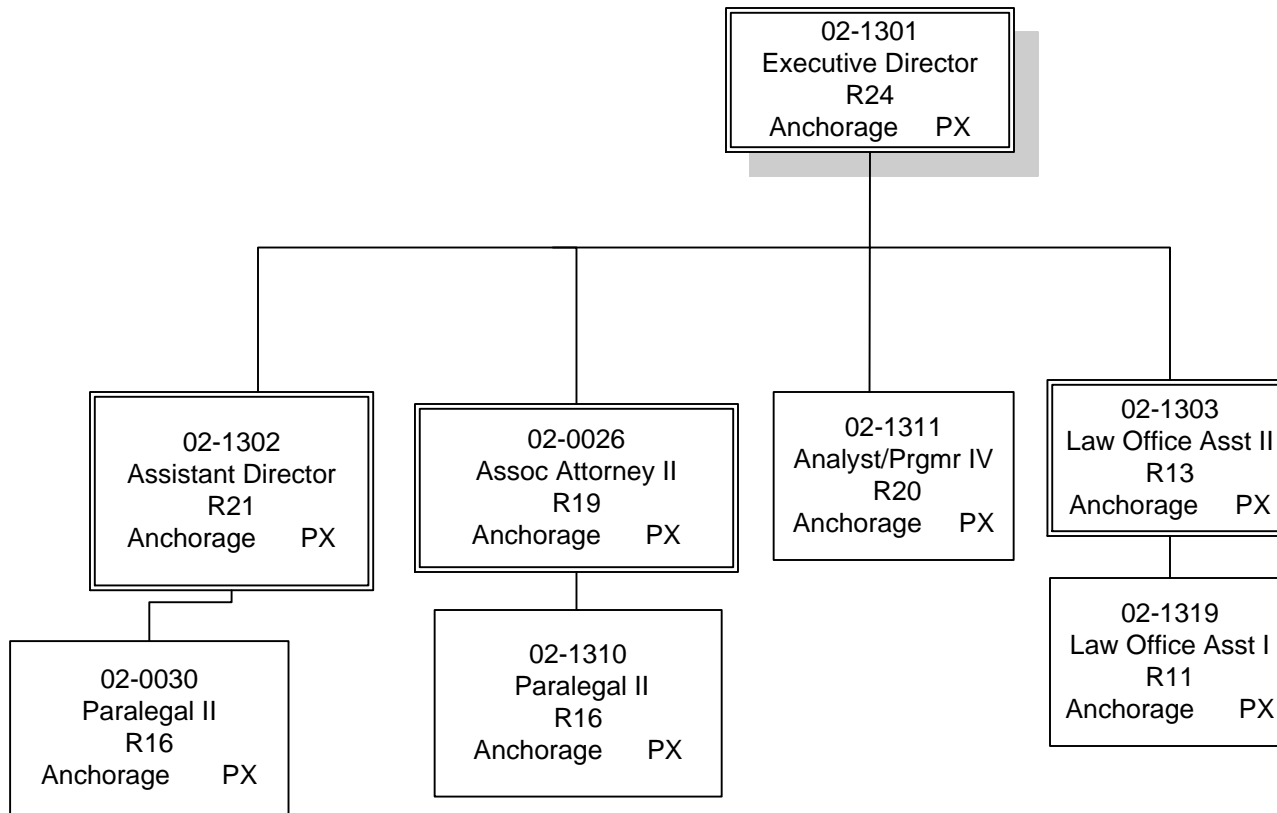 02-1301
Executive Director
R24
Anchorage PX
02-1302
Assistant Director
R21
Anchorage PX
02-0026
Assoc Attorney II
R19
Anchorage PX
02-1311
Analyst/Prgmr IV
R20
Anchorage PX
02-1303
Law Office Asst II
R13
Anchorage PX
02-0030
Paralegal II
R16
Anchorage PX
02-1310
Paralegal II
R16
Anchorage PX
02-1319
Law Office Asst I
R11
Anchorage PX